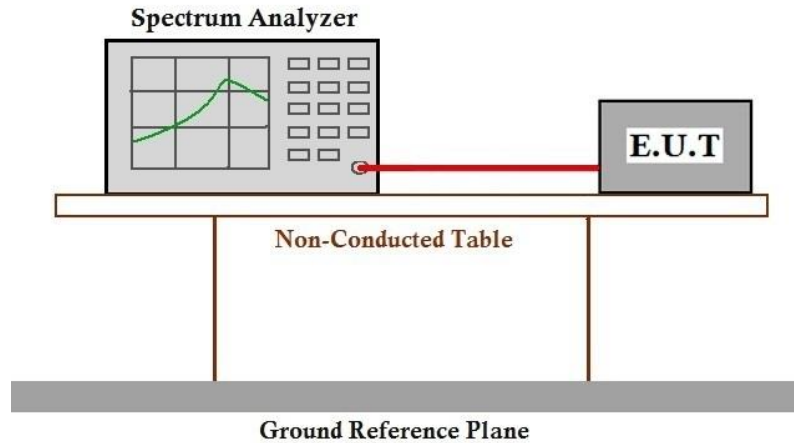 Spectrum Analyzer
E.U.T
Non-Conducted Table
Ground Reference Plane